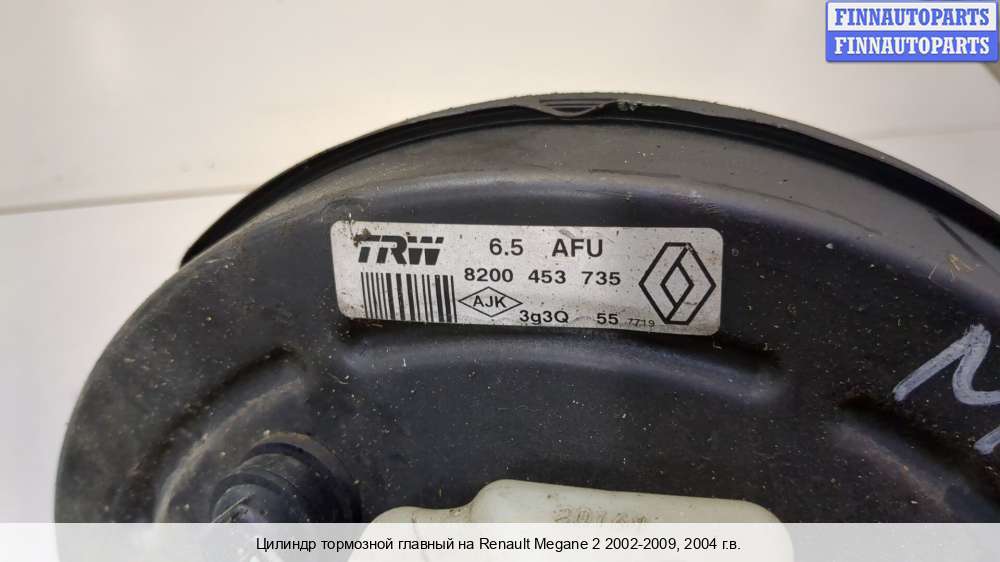 FINNAUTOPARTS
FINNAUTOPARTS
TRW 6.5 AFU
8200 453 735
AJK
3g3Q 55 7719
Цилиндр тормозной главный на Renault Megane 2 2002-2009, 2004 г.в.